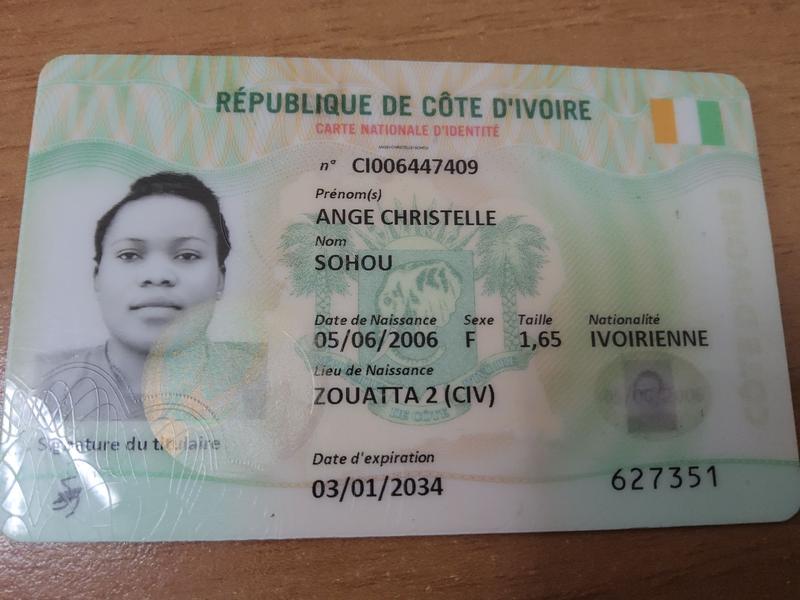 RÉPUBLIQUE DE CÔTE D'IVOIRE
CARTE NATIONALE D'IDENTITÉ
n° CI006447409
Prénom(s)
ANGE CHRISTELLE
Nom
SOHOU
Date de Naissance Sexe Taille Nationalité
05/06/2006 F 1,65 IVOIRIENNE
Lieu de Naissance
ZOUATTA 2 (CIV)
Signature du titulaire
Date d'expiration
03/01/2034
627351